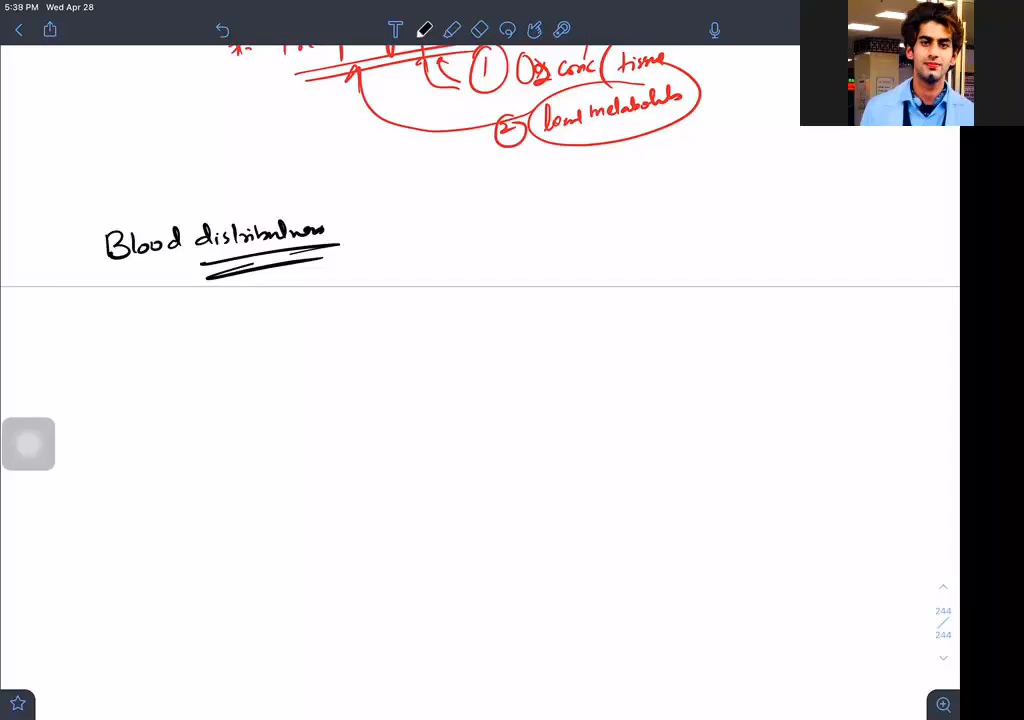 5:39 PM Wed Apr 28
① O₂ conc ( tissue
② local metabolites
Blood distribution
244
244